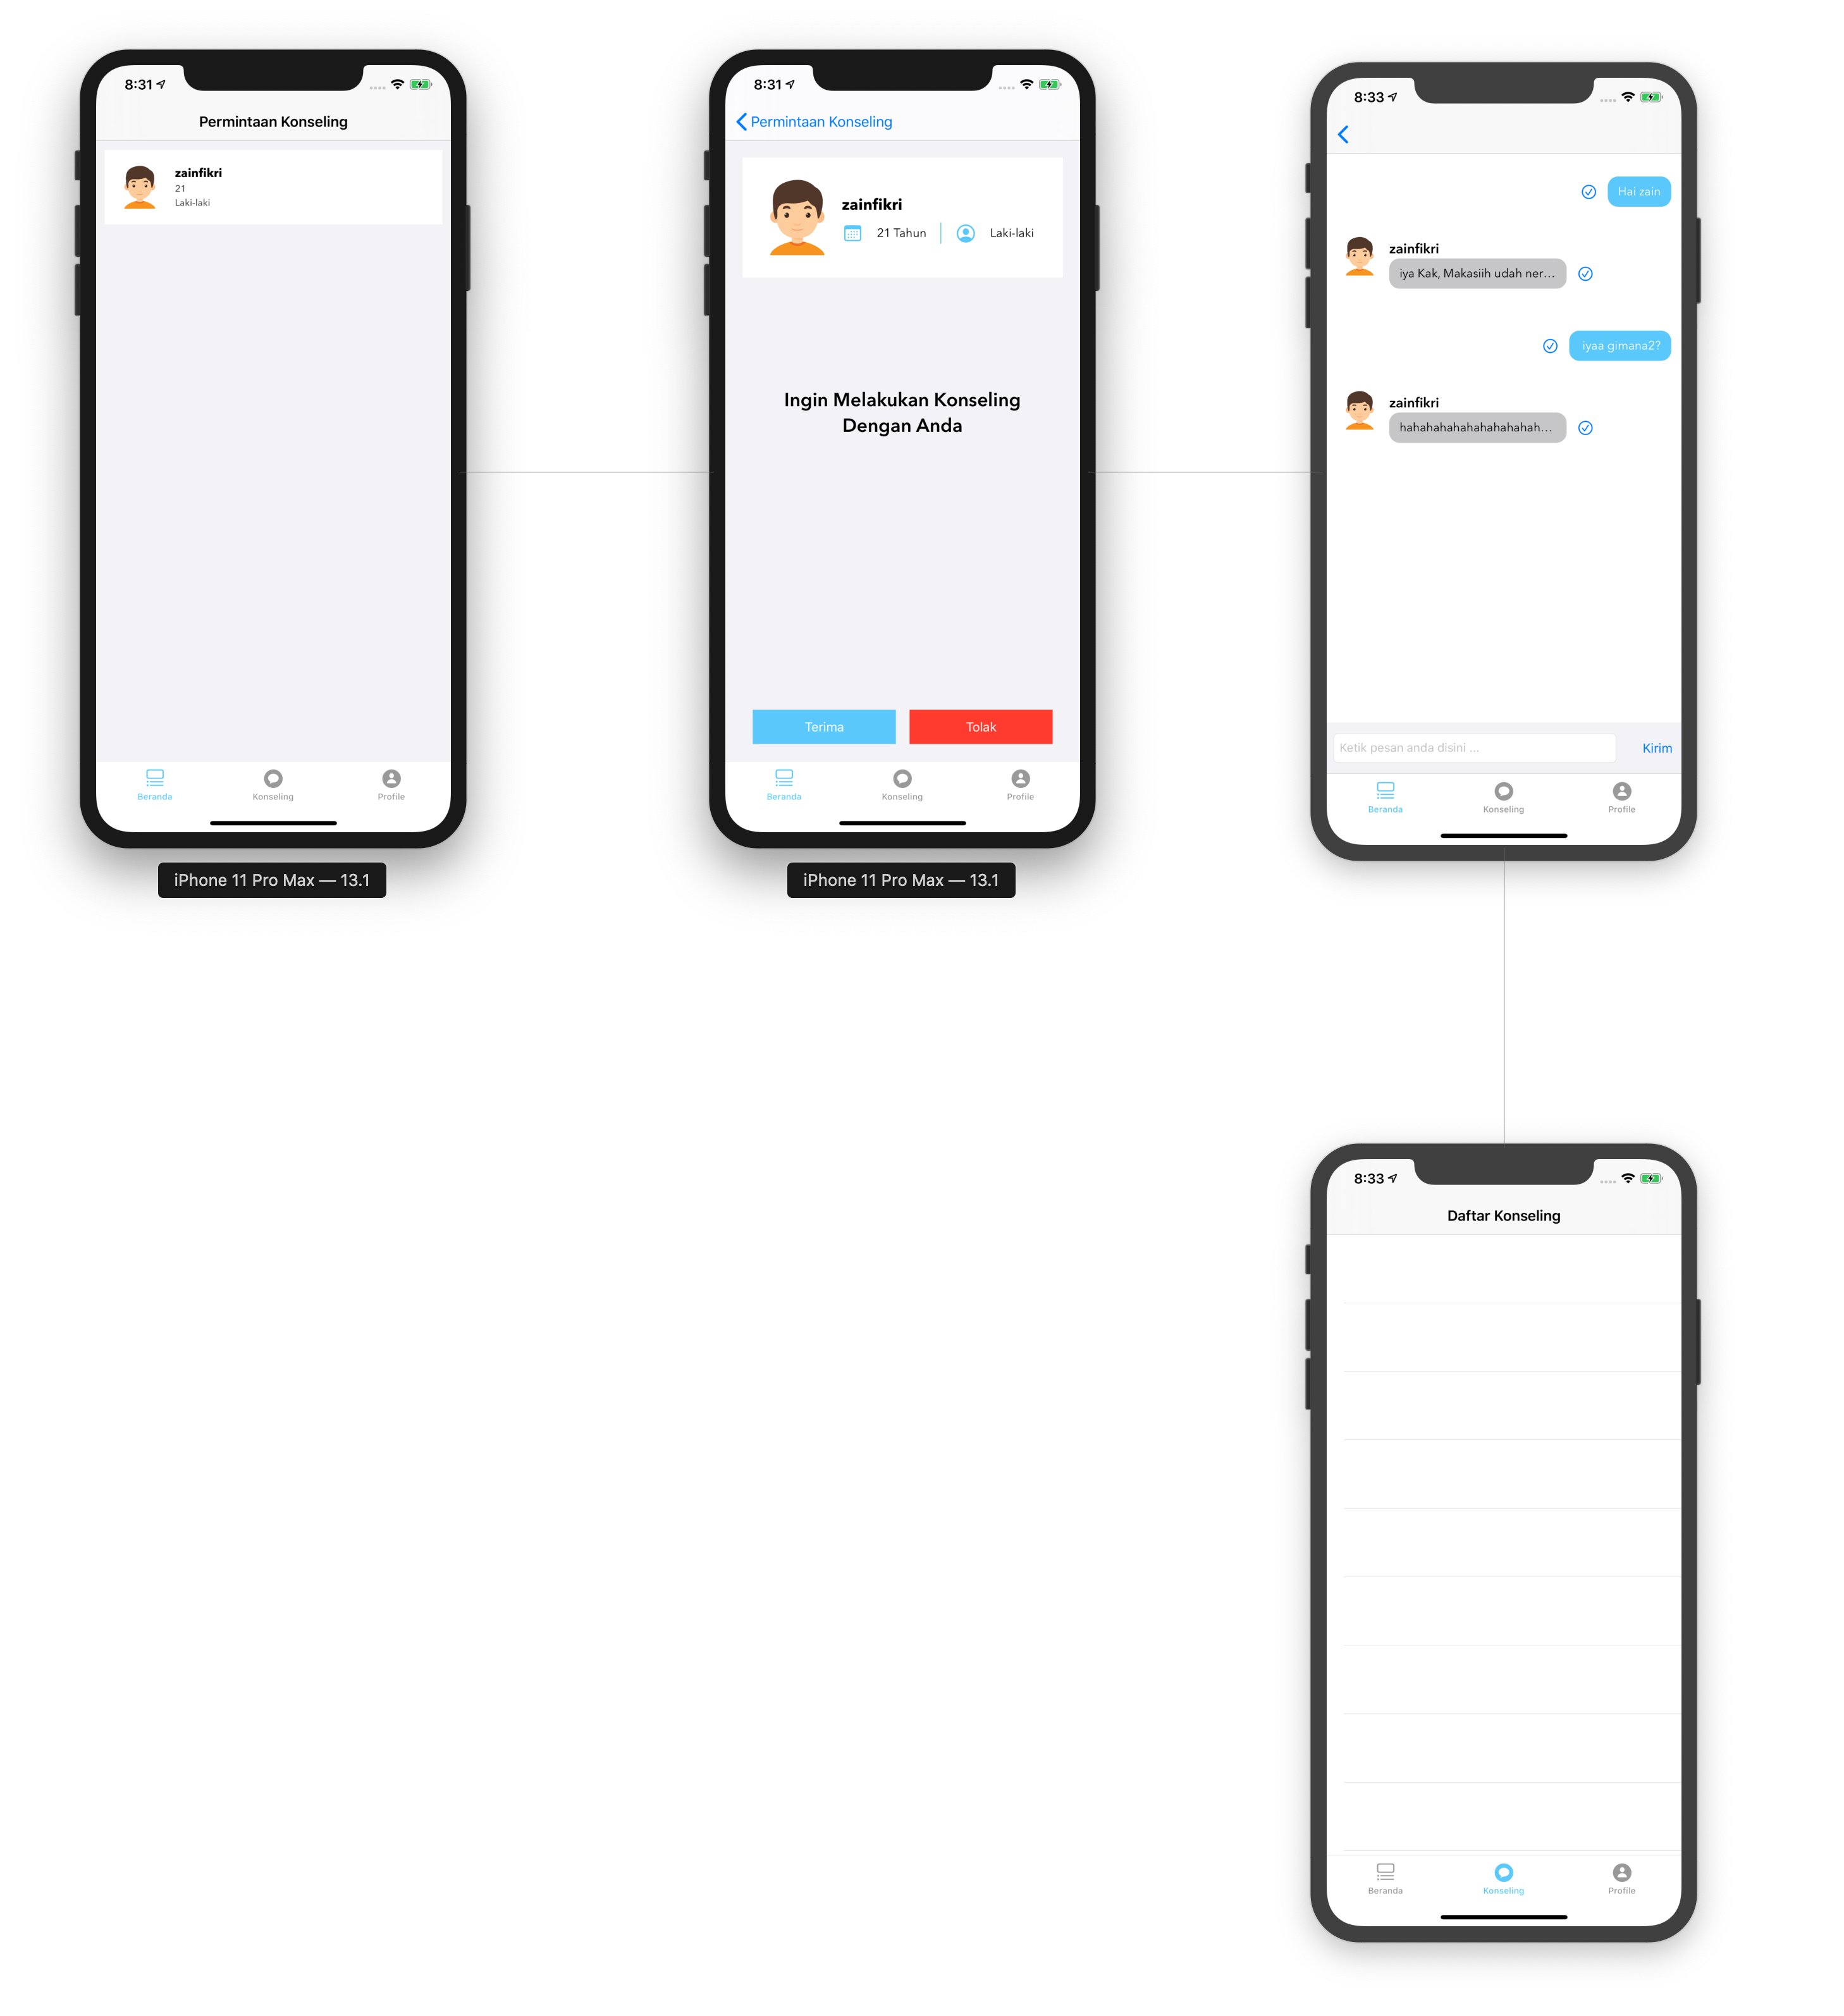 8:31
Permintaan Konseling
zainfikri
21
Laki-laki
Beranda
Konseling
Profile
iPhone 11 Pro Max — 13.1
8:31
Permintaan Konseling
zainfikri
21 Tahun
Laki-laki
Ingin Melakukan Konseling
Dengan Anda
Terima
Tolak
Beranda
Konseling
Profile
iPhone 11 Pro Max — 13.1
8:33
Hai zain
zainfikri
iya Kak, Makasiih udah ner...
iyaa gimana2?
zainfikri
hahahahahahahahahahah...
Ketik pesan anda disini ...
Kirim
Beranda
Konseling
Profile
8:33
Daftar Konseling
Beranda
Konseling
Profile